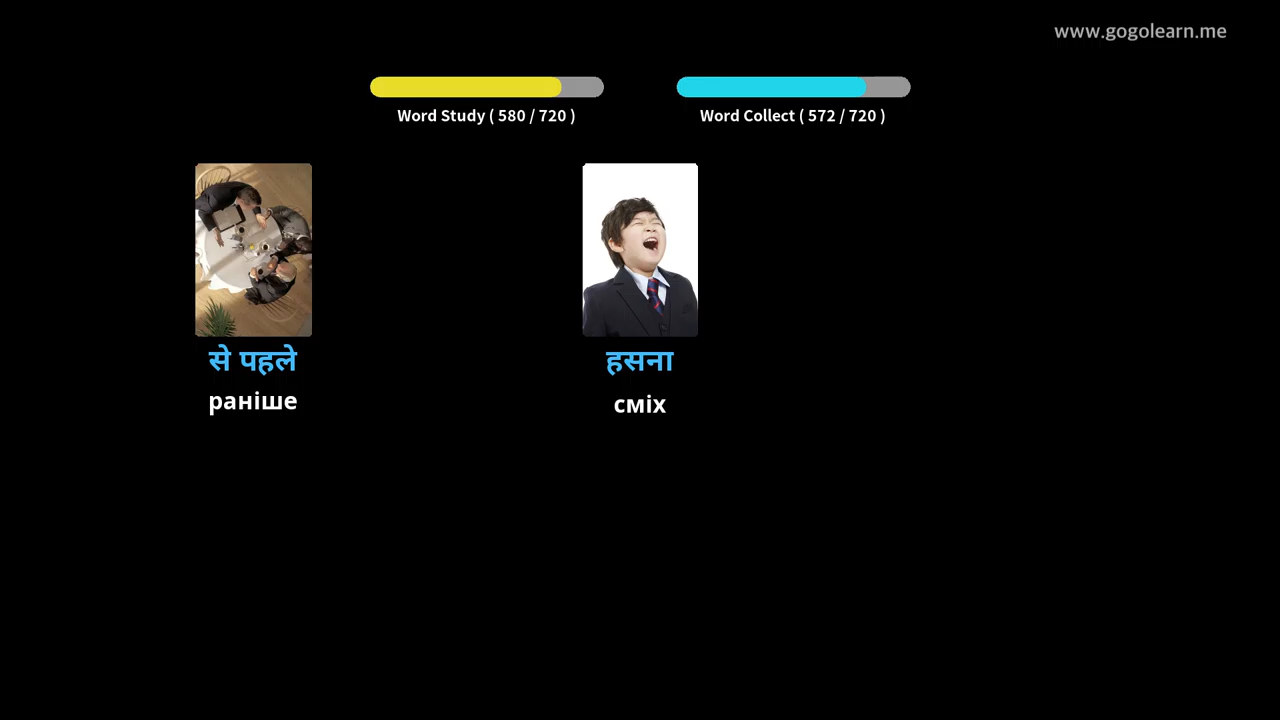 www.gogolearn.me
Word Study ( 580 / 720 )
Word Collect ( 572 / 720 )
से पहले
раніше
हसना
сміх